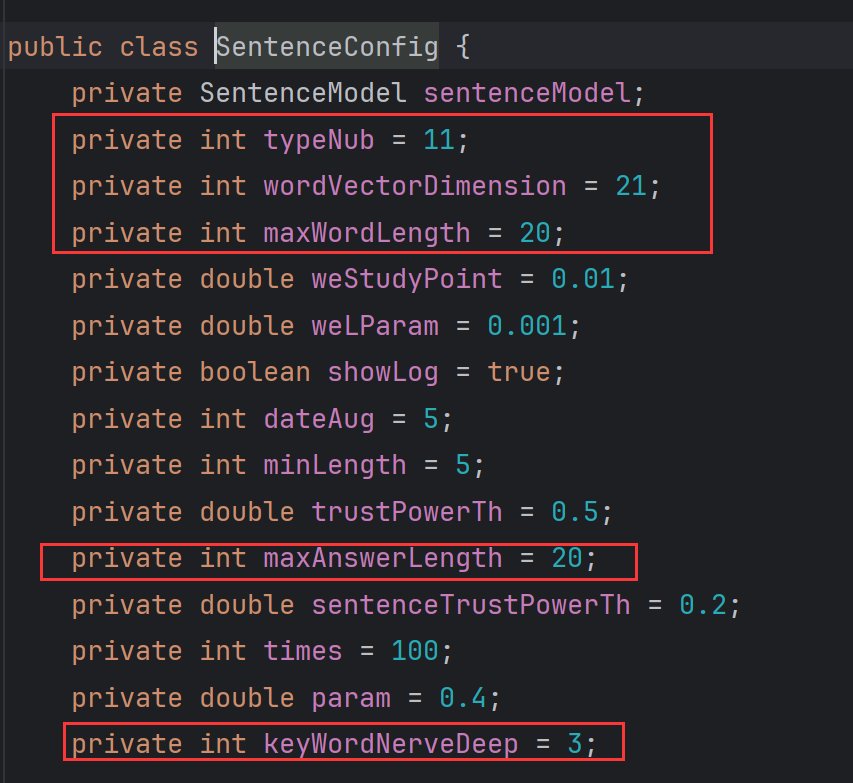 public class SentenceConfig {
private SentenceModel sentenceModel;
private int typeNub = 11;
private int wordVectorDimension = 21;
private int maxWordLength = 20;
private double weStudyPoint = 0.01;
private double weLParam = 0.001;
private boolean showLog = true;
private int dateAug = 5;
private int minLength = 5;
private double trustPowerTh = 0.5;
private int maxAnswerLength = 20;
private double sentenceTrustPowerTh = 0.2;
private int times = 100;
private double param = 0.4;
private int keyWordNerveDeep = 3;